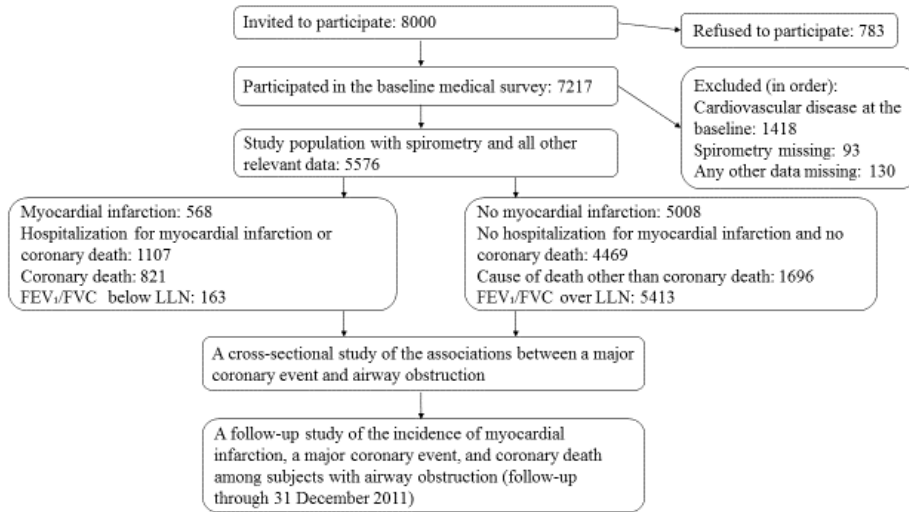 Invited to participate: 8000
Refused to participate: 783
Participated in the baseline medical survey: 7217
Excluded (in order):
Cardiovascular disease at the
baseline: 1418
Spirometry missing: 93
Any other data missing: 130
Study population with spirometry and all other
relevant data: 5576
Myocardial infarction: 568
Hospitalization for myocardial infarction or
coronary death: 1107
Coronary death: 821
FEV₁/FVC below LLN: 163
No myocardial infarction: 5008
No hospitalization for myocardial infarction and no
coronary death: 4469
Cause of death other than coronary death: 1696
FEV₁/FVC over LLN: 5413
A cross-sectional study of the associations between a major
coronary event and airway obstruction
A follow-up study of the incidence of myocardial
infarction, a major coronary event, and coronary death
among subjects with airway obstruction (follow-up
through 31 December 2011)